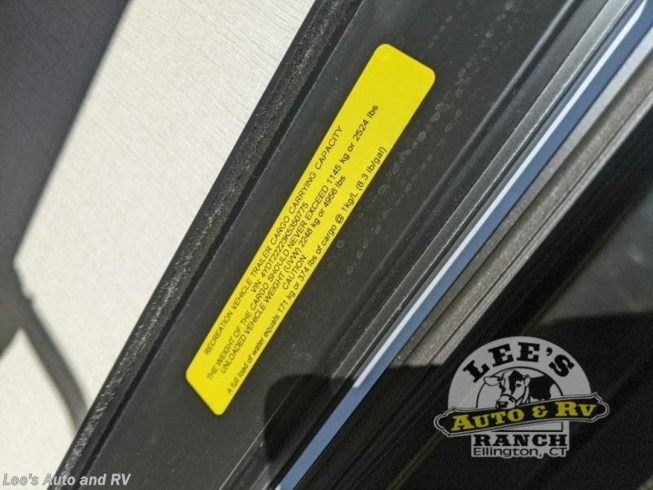 RECREATION VEHICLE TRAILER CARGO CARRYING CAPACITY
VIN: 4YDT22223KS350775
THE WEIGHT OF THE CARGO SHOULD NEVER EXCEED 1145 kg or 2524 lbs
UNLOADED VEHICLE WEIGHT (UVW) 2248 kg or 4956 lbs
CAUTION
A full load of water equals 171 kg or 374 lbs of cargo @ 1kg/L (8.3 lb/gal)
LEE'S
AUTO & RV
RANCH
Ellington, CT
Lee's Auto and RV